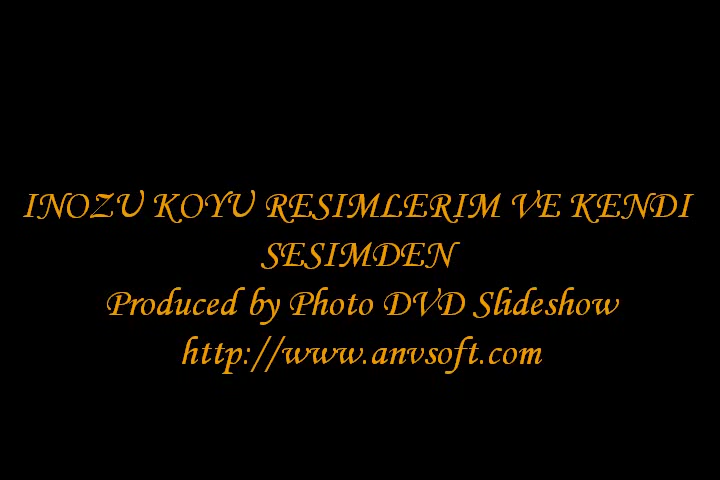 INOZU KOYU RESIMLERIM VE KENDI
SESIMDEN
Produced by Photo DVD Slideshow
http://www.anvsoft.com